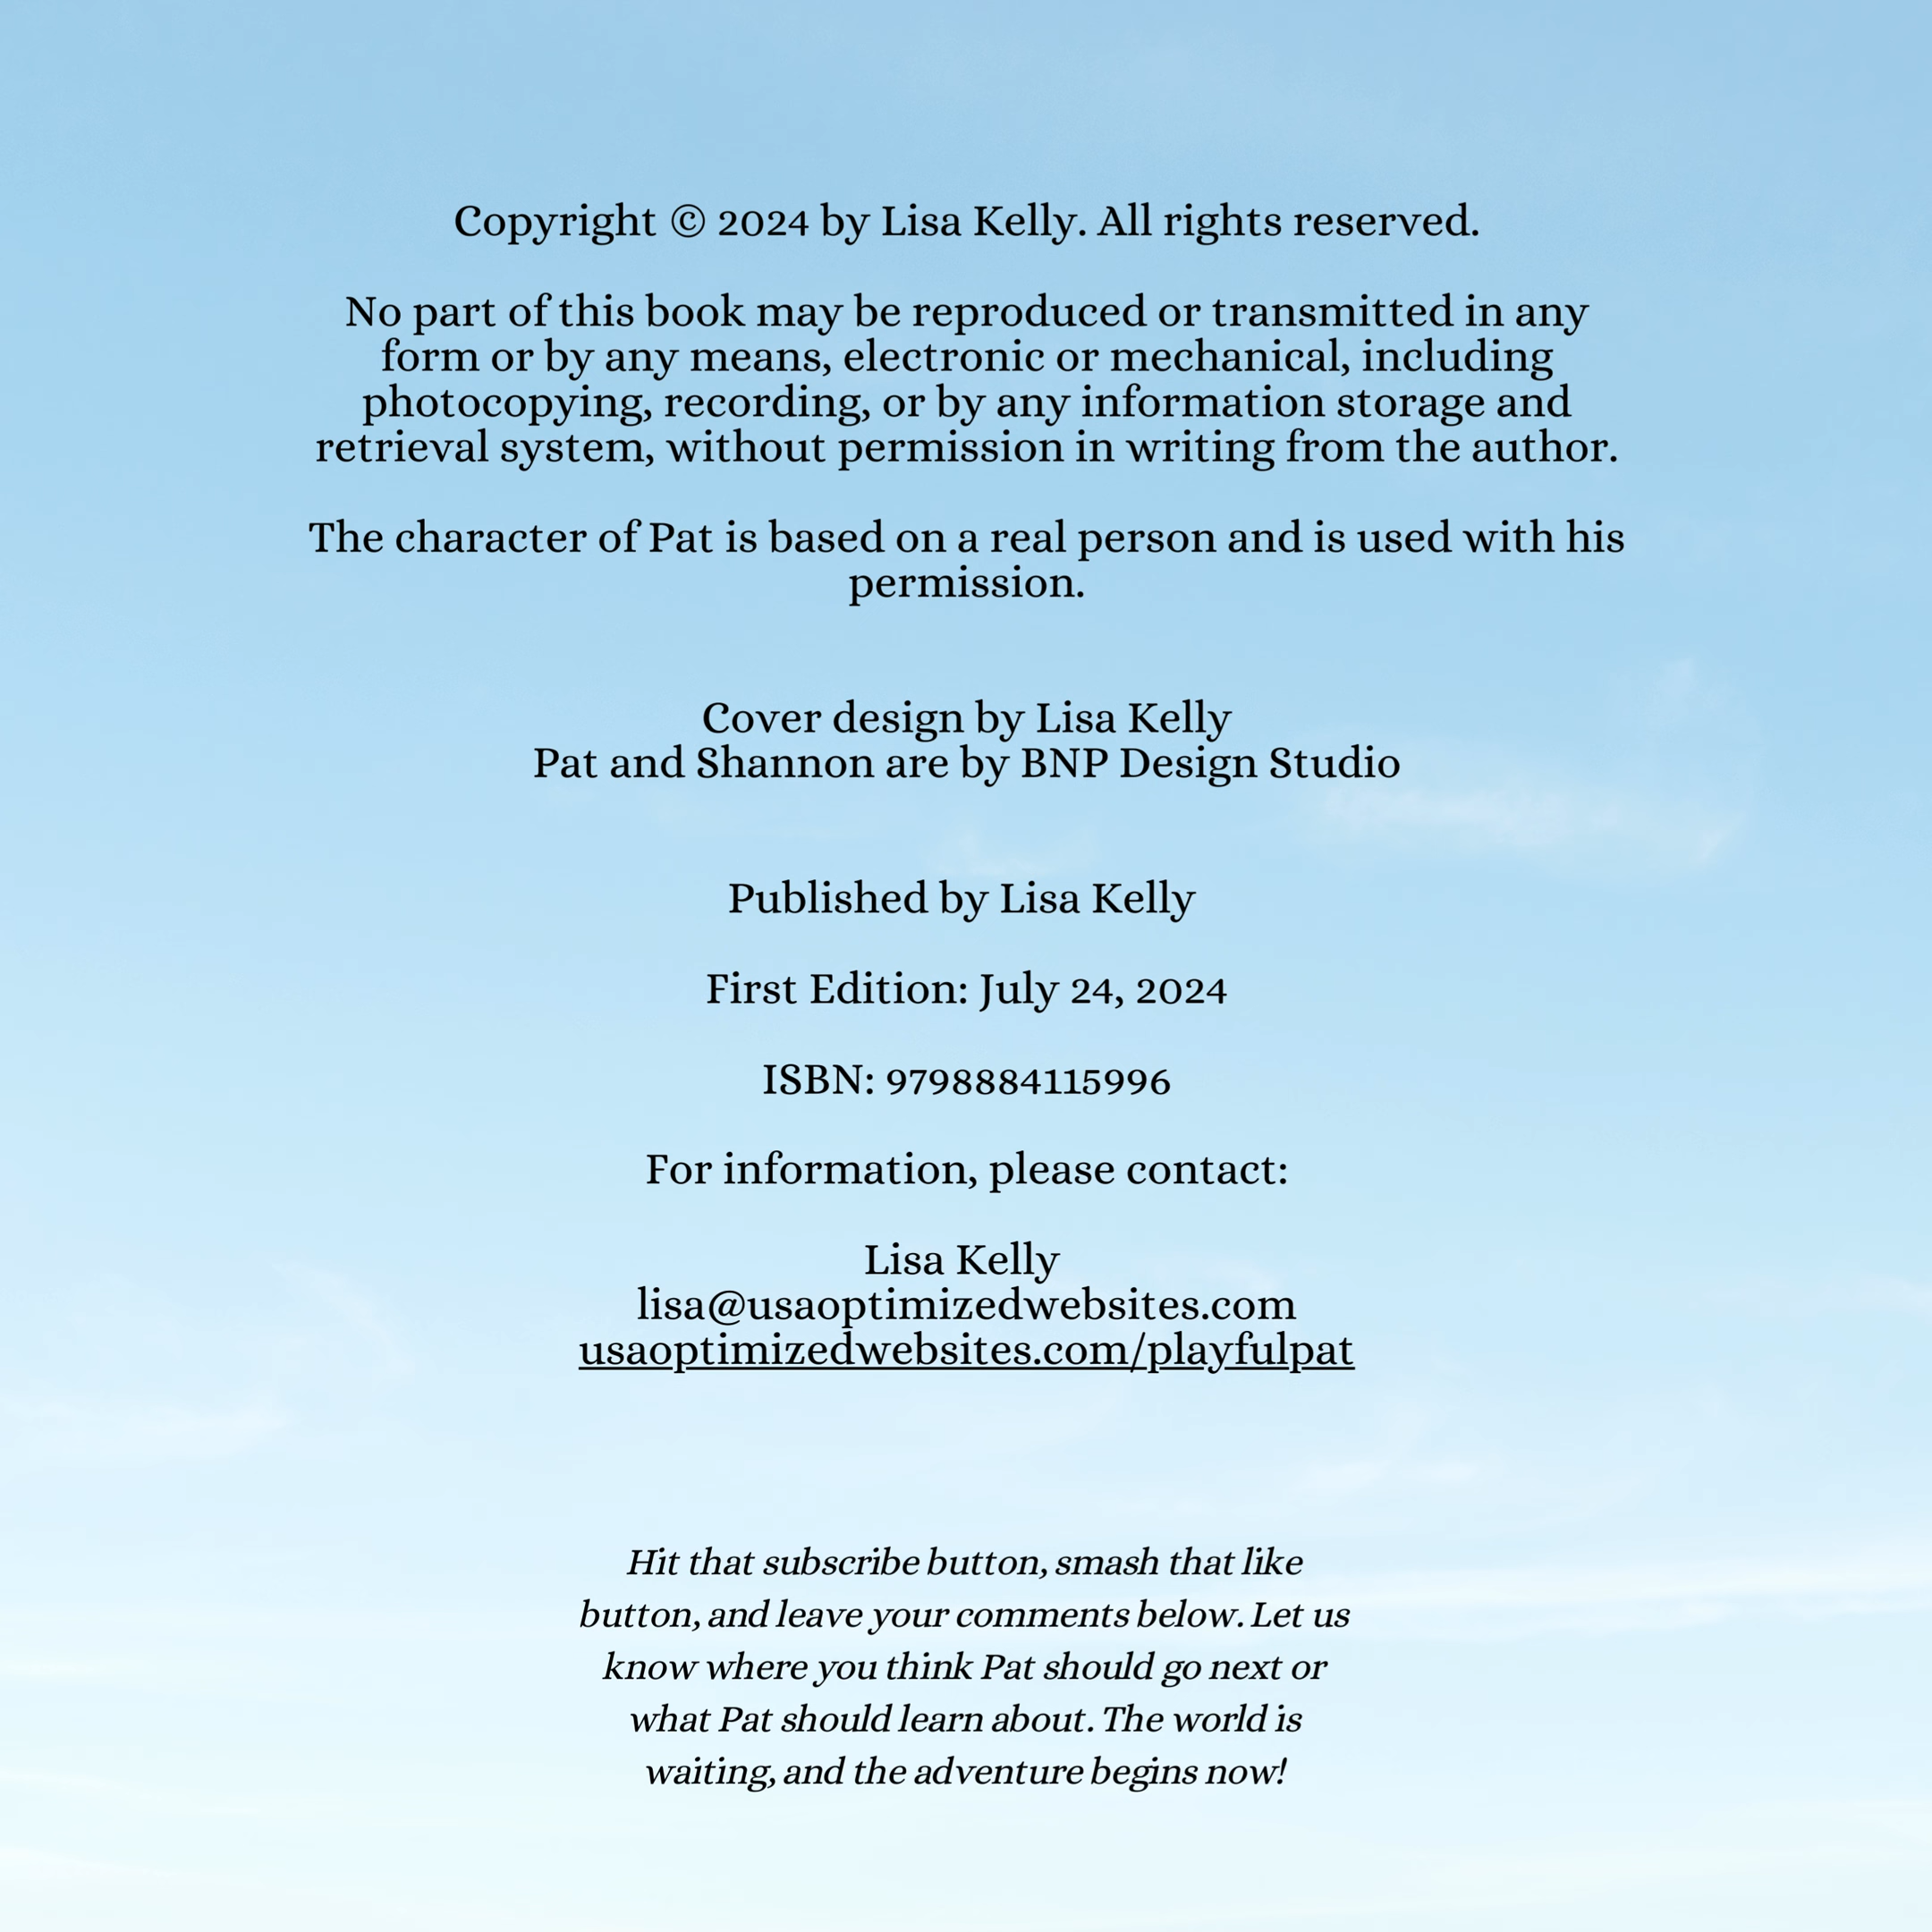 Copyright © 2024 by Lisa Kelly. All rights reserved.
No part of this book may be reproduced or transmitted in any
form or by any means, electronic or mechanical, including
photocopying, recording, or by any information storage and
retrieval system, without permission in writing from the author.
The character of Pat is based on a real person and is used with his
permission.
Cover design by Lisa Kelly
Pat and Shannon are by BNP Design Studio
Published by Lisa Kelly
First Edition: July 24, 2024
ISBN: 9798884115996
For information, please contact:
Lisa Kelly
lisa@usaoptimizedwebsites.com
usaoptimizedwebsites.com/playfulpat
Hit that subscribe button, smash that like
button, and leave your comments below. Let us
know where you think Pat should go next or
what Pat should learn about. The world is
waiting, and the adventure begins now!